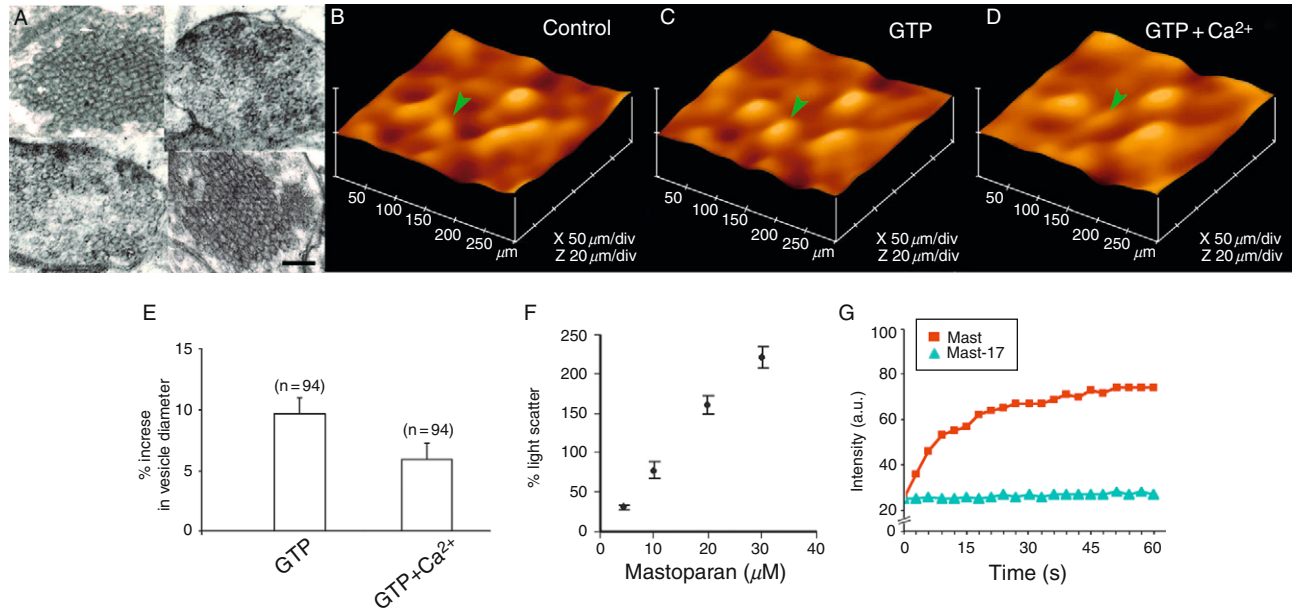 A
B
Control
50
100
150
200
250
μm
X 50 μm/div
Z 20 μm/div
C
GTP
50
100
150
200
250
μm
X 50 μm/div
Z 20 μm/div
D
GTP + Ca2+
50
100
150
200
250
μm
X 50 μm/div
Z 20 μm/div
E
% increase
in vesicle diameter
15
10
5
0
(n = 94)
(n = 94)
GTP
GTP+Ca2+
F
% light scatter
250
200
150
100
50
0
0
10
20
30
40
Mastoparan (μM)
G
Mast
Mast-17
Intensity (a.u.)
100
80
60
40
20
0
0
15
30
45
60
Time (s)